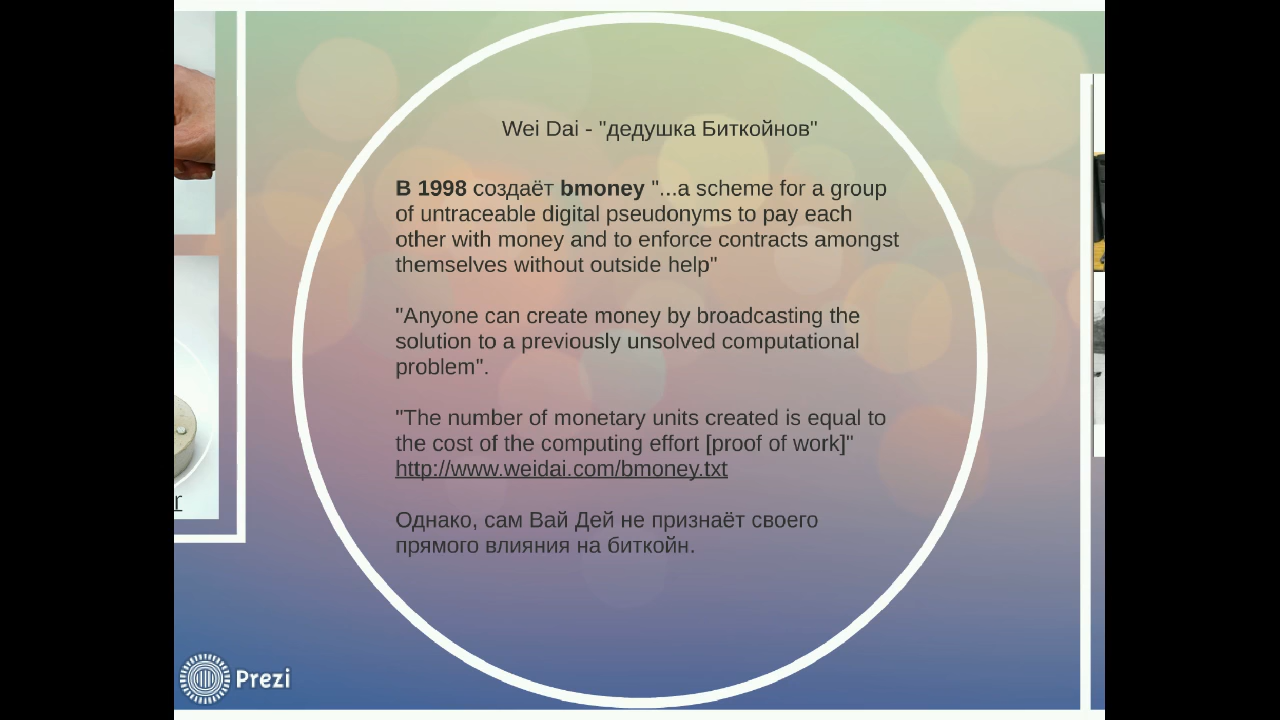 Wei Dai - "дедушка Биткойнов"
В 1998 создаёт bmoney "...a scheme for a group
of untraceable digital pseudonyms to pay each
other with money and to enforce contracts amongst
themselves without outside help"
"Anyone can create money by broadcasting the
solution to a previously unsolved computational
problem".
"The number of monetary units created is equal to
the cost of the computing effort [proof of work]"
http://www.weidai.com/bmoney.txt
Однако, сам Вай Дей не признаёт своего
прямого влияния на биткойн.
r
Prezi